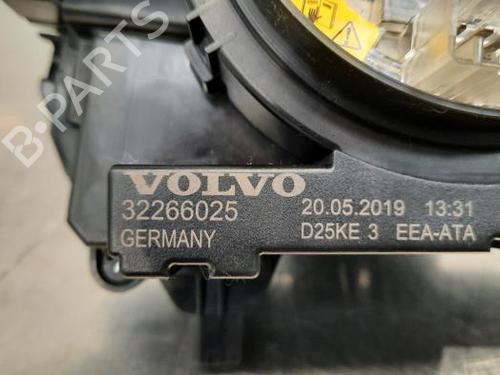 B-PARTS
VOLVO
32266025 20.05.2019 13:31
GERMANY D25KE 3 EEA-ATA